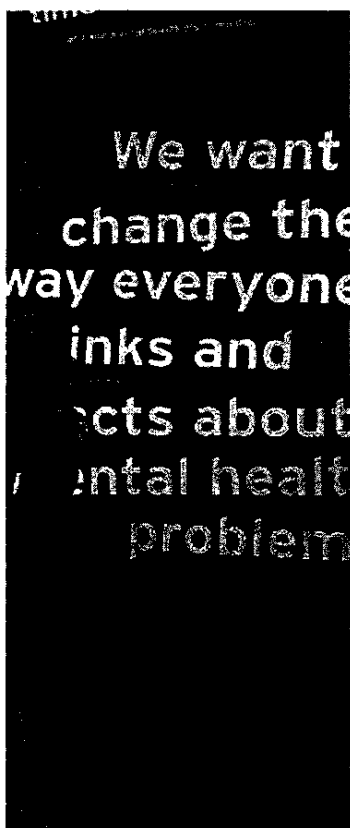 We want
change the
way everyone
inks and
cts about
ental healt
problem